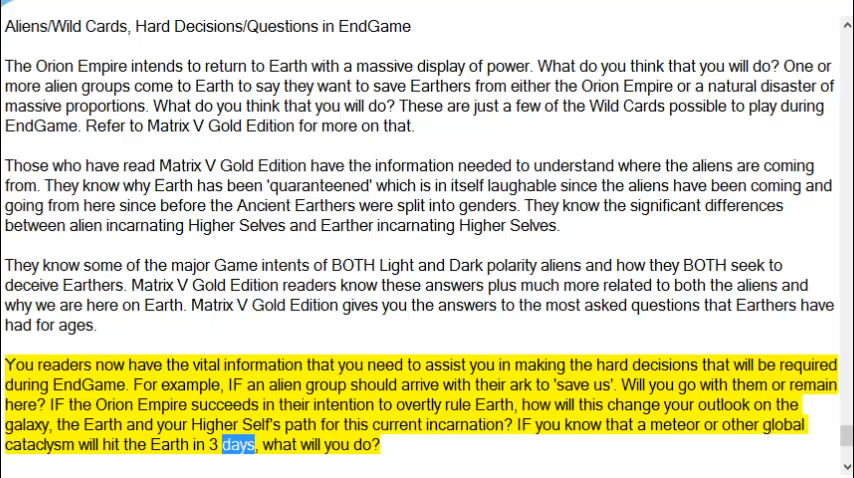 Aliens/Wild Cards, Hard Decisions/Questions in EndGame
The Orion Empire intends to return to Earth with a massive display of power. What do you think that you will do? One or
more alien groups come to Earth to say they want to save Earthers from either the Orion Empire or a natural disaster of
massive proportions. What do you think that you will do? These are just a few of the Wild Cards possible to play during
EndGame. Refer to Matrix V Gold Edition for more on that.
Those who have read Matrix V Gold Edition have the information needed to understand where the aliens are coming
from. They know why Earth has been 'quaranteened' which is in itself laughable since the aliens have been coming and
going from here since before the Ancient Earthers were split into genders. They know the significant differences
between alien incarnating Higher Selves and Earther incarnating Higher Selves.
They know some of the major Game intents of BOTH Light and Dark polarity aliens and how they BOTH seek to
deceive Earthers. Matrix V Gold Edition readers know these answers plus much more related to both the aliens and
why we are here on Earth. Matrix V Gold Edition gives you the answers to the most asked questions that Earthers have
had for ages.
You readers now have the vital information that you need to assist you in making the hard decisions that will be required
during EndGame. For example, IF an alien group should arrive with their ark to 'save us'. Will you go with them or remain
here? IF the Orion Empire succeeds in their intention to overtly rule Earth, how will this change your outlook on the
galaxy, the Earth and your Higher Self's path for this current incarnation? IF you know that a meteor or other global
cataclysm will hit the Earth in 3 days, what will you do?